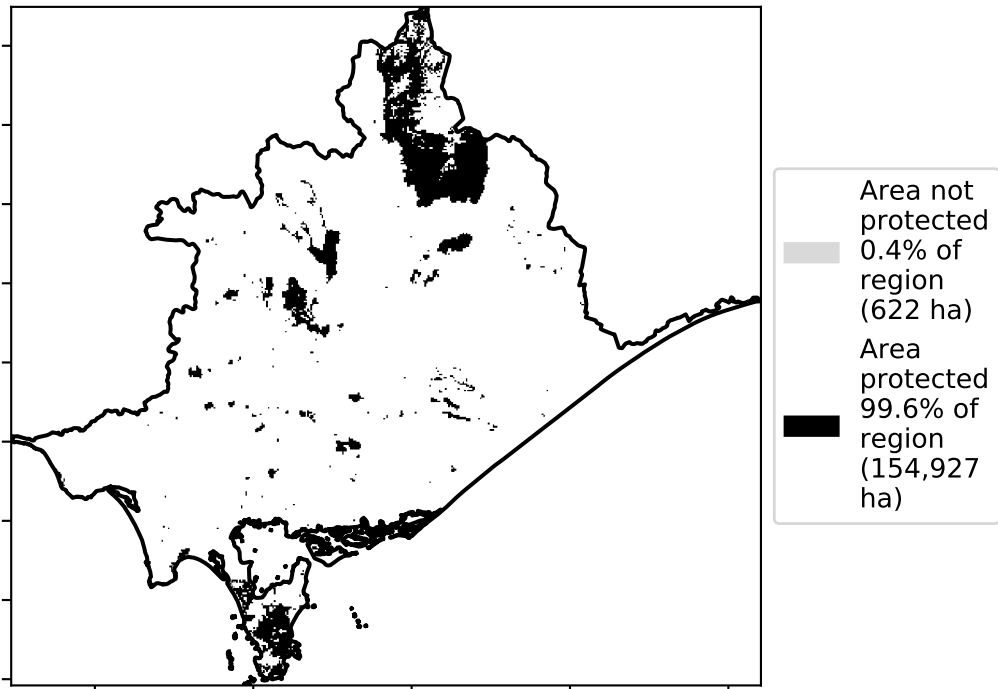 Area not
protected
0.4% of
region
(622 ha)
Area
protected
99.6% of
region
(154,927
ha)